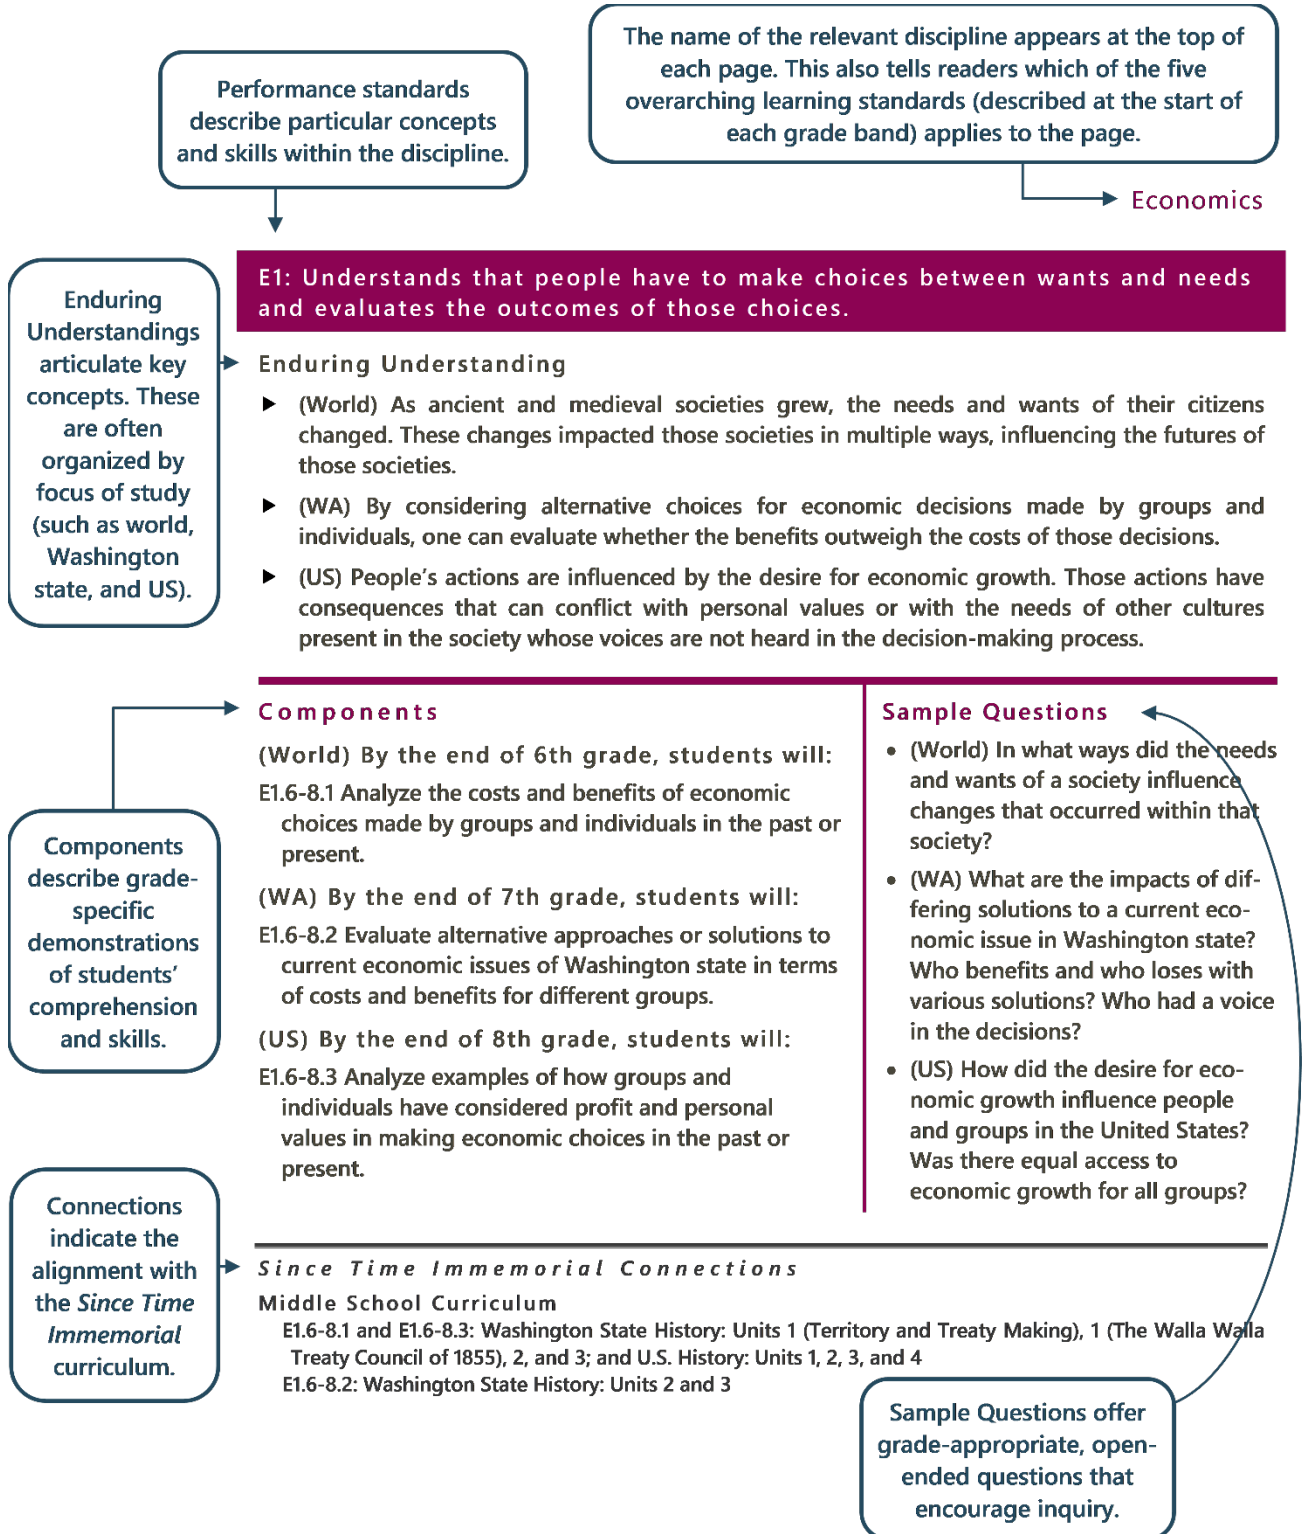 The name of the relevant discipline appears at the top of
each page. This also tells readers which of the five
overarching learning standards (described at the start of
each grade band) applies to the page.
Performance standards
describe particular concepts
and skills within the discipline.
Economics
E1: Understands that people have to make choices between wants and needs
and evaluates the outcomes of those choices.
Enduring
Understandings
articulate key
concepts. These
are often
organized by
focus of study
(such as world,
Washington
state, and US).
Enduring Understanding
► (World) As ancient and medieval societies grew, the needs and wants of their citizens
changed. These changes impacted those societies in multiple ways, influencing the futures of
those societies.
► (WA) By considering alternative choices for economic decisions made by groups and
individuals, one can evaluate whether the benefits outweigh the costs of those decisions.
► (US) People's actions are influenced by the desire for economic growth. Those actions have
consequences that can conflict with personal values or with the needs of other cultures
present in the society whose voices are not heard in the decision-making process.
Components
(World) By the end of 6th grade, students will:
E1.6-8.1 Analyze the costs and benefits of economic
choices made by groups and individuals in the past or
present.
(WA) By the end of 7th grade, students will:
E1.6-8.2 Evaluate alternative approaches or solutions to
current economic issues of Washington state in terms
of costs and benefits for different groups.
(US) By the end of 8th grade, students will:
E1.6-8.3 Analyze examples of how groups and
individuals have considered profit and personal
values in making economic choices in the past or
present.
Sample Questions
• (World) In what ways did the needs
and wants of a society influence
changes that occurred within that
society?
• (WA) What are the impacts of dif-
fering solutions to a current eco-
nomic issue in Washington state?
Who benefits and who loses with
various solutions? Who had a voice
in the decisions?
• (US) How did the desire for eco-
nomic growth influence people
and groups in the United States?
Was there equal access to
economic growth for all groups?
Components
describe grade-
specific
demonstrations
of students'
comprehension
and skills.
Connections
indicate the
alignment with
the Since Time
Immemorial
curriculum.
Since Time Immemorial Connections
Middle School Curriculum
E1.6-8.1 and E1.6-8.3: Washington State History: Units 1 (Territory and Treaty Making), 1 (The Walla Walla
Treaty Council of 1855), 2, and 3; and U.S. History: Units 1, 2, 3, and 4
E1.6-8.2: Washington State History: Units 2 and 3
Sample Questions offer
grade-appropriate, open-
ended questions that
encourage inquiry.